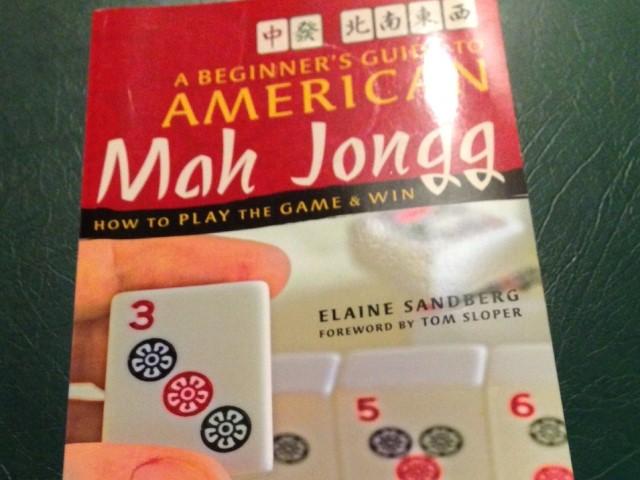 中 發 北 南 東 西
A BEGINNER'S GUIDE TO
AMERICAN
Mah Jongg
HOW TO PLAY THE GAME & WIN
ELAINE SANDBERG
FOREWORD BY TOM SLOPER
3
5
6